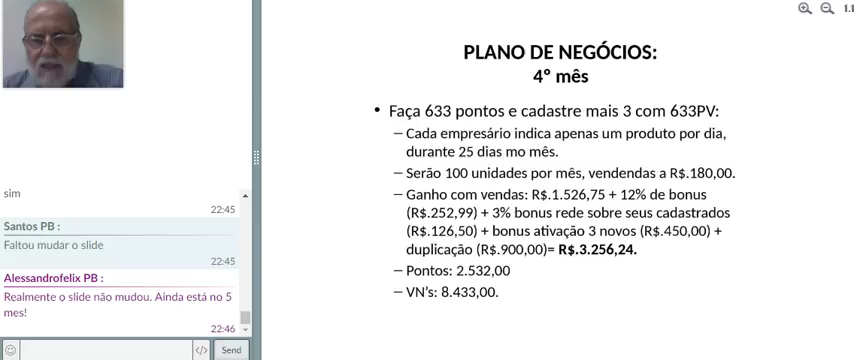 sim
22:45
Santos PB :
Faltou mudar o slide
22:45
Alessandrofelix PB :
Realmente o slide não mudou. Ainda está no 5
mes!
22:46
Send
1.1
PLANO DE NEGÓCIOS:
4º mês
• Faça 633 pontos e cadastre mais 3 com 633PV:
– Cada empresário indica apenas um produto por dia,
durante 25 dias mo mês.
– Serão 100 unidades por mês, vendendas a R$.180,00.
– Ganho com vendas: R$.1.526,75 + 12% de bonus
(R$.252,99) + 3% bonus rede sobre seus cadastrados
(R$.126,50) + bonus ativação 3 novos (R$.450,00) +
duplicação (R$.900,00)= R$.3.256,24.
– Pontos: 2.532,00
– VN's: 8.433,00.